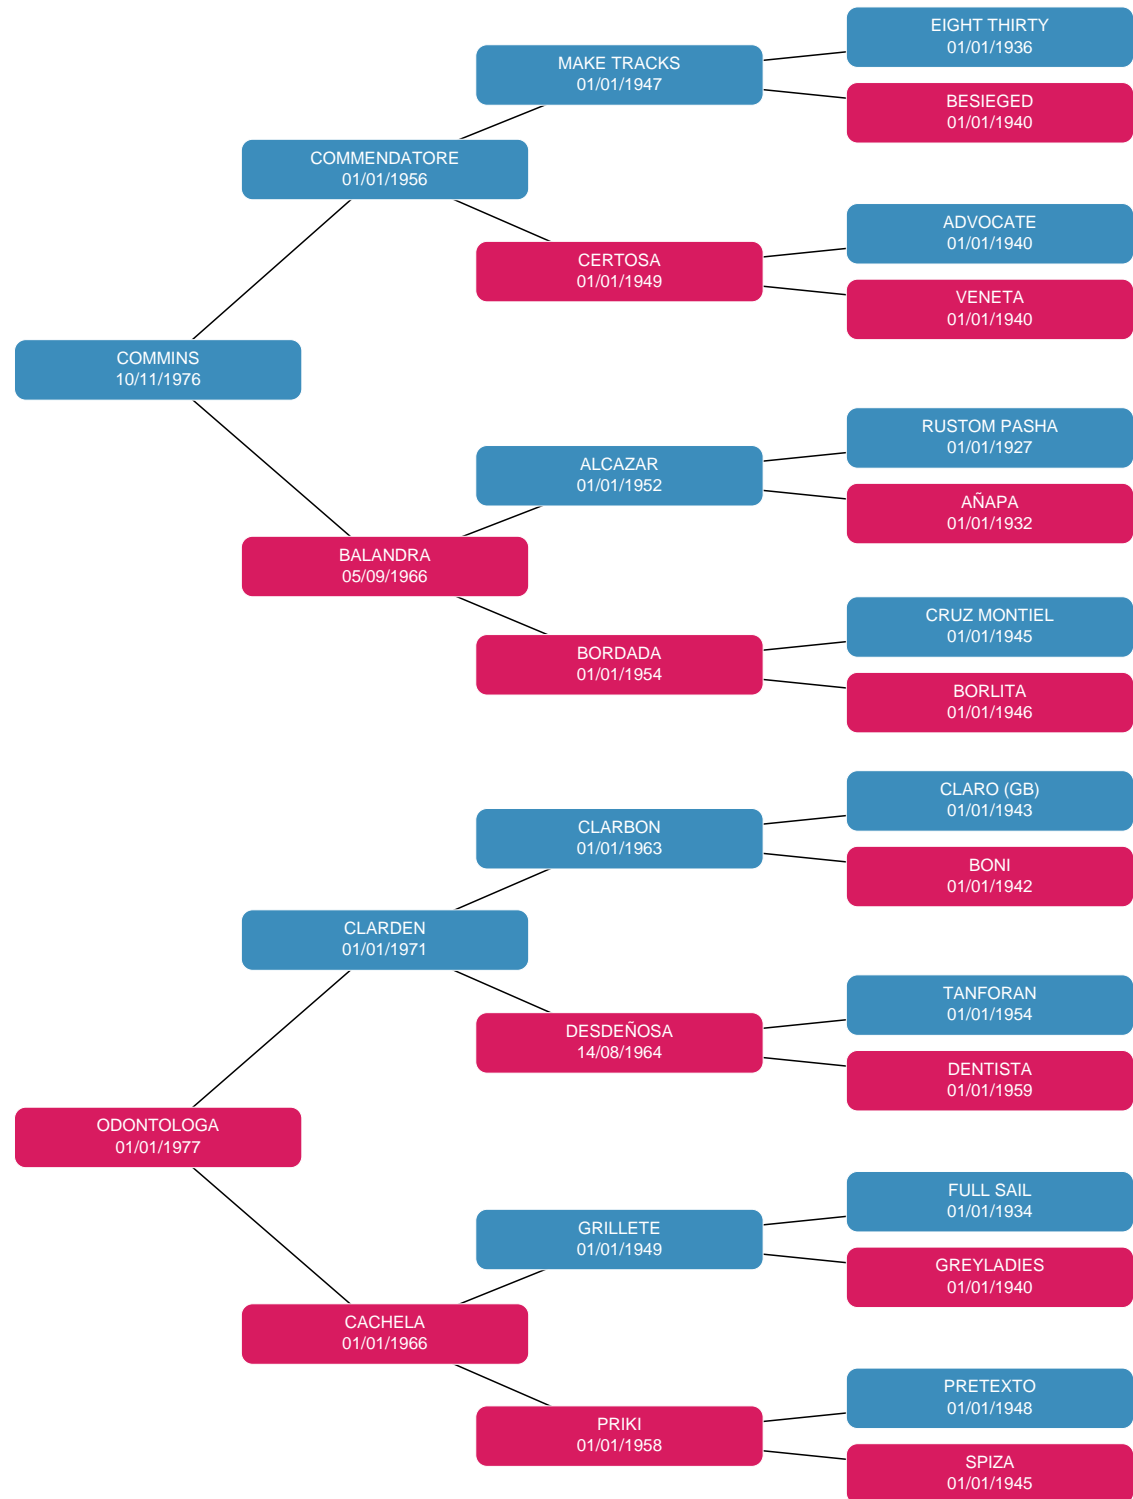 EIGHT THIRTY
01/01/1936
MAKE TRACKS
01/01/1947
BESIEGED
01/01/1940
COMMENDATORE
01/01/1956
ADVOCATE
01/01/1940
CERTOSA
01/01/1949
VENETA
01/01/1940
COMMINS
10/11/1976
RUSTOM PASHA
01/01/1927
ALCAZAR
01/01/1952
AÑAPA
01/01/1932
BALANDRA
05/09/1966
CRUZ MONTIEL
01/01/1945
BORDADA
01/01/1954
BORLITA
01/01/1946
CLARO (GB)
01/01/1943
CLARBON
01/01/1963
BONI
01/01/1942
CLARDEN
01/01/1971
TANFORAN
01/01/1954
DESDEÑOSA
14/08/1964
DENTISTA
01/01/1959
ODONTOLOGA
01/01/1977
FULL SAIL
01/01/1934
GRILLETE
01/01/1949
GREYLADIES
01/01/1940
CACHELA
01/01/1966
PRETEXTO
01/01/1948
PRIKI
01/01/1958
SPIZA
01/01/1945